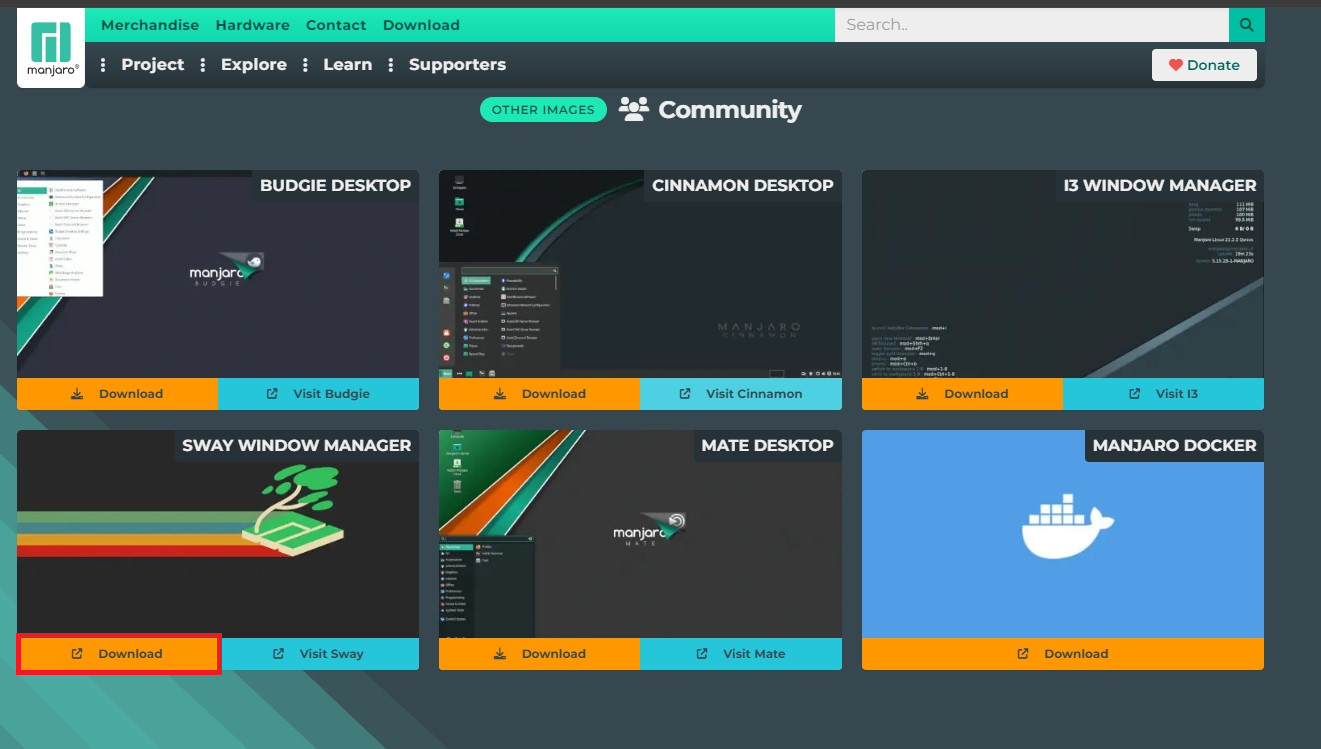 Merchandise Hardware Contact Download
Search..
manjaro®
Project Explore Learn Supporters
Donate
OTHER IMAGES Community
BUDGIE DESKTOP
manjaro
BUDGIE
Download Visit Budgie
CINNAMON DESKTOP
MANJARO
CINNAMON
Download Visit Cinnamon
I3 WINDOW MANAGER
Download Visit I3
SWAY WINDOW MANAGER
Download Visit Sway
MATE DESKTOP
manjaro
MATE
Download Visit Mate
MANJARO DOCKER
Download